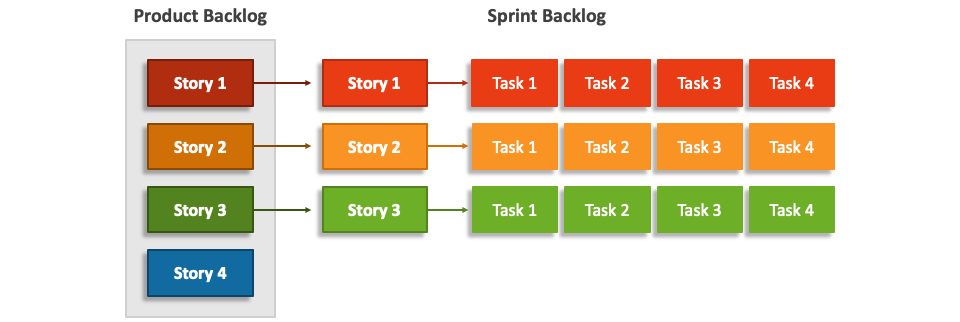 Product Backlog Sprint Backlog
Story 1 Story 1 Task 1 Task 2 Task 3 Task 4
Story 2 Story 2 Task 1 Task 2 Task 3 Task 4
Story 3 Story 3 Task 1 Task 2 Task 3 Task 4
Story 4